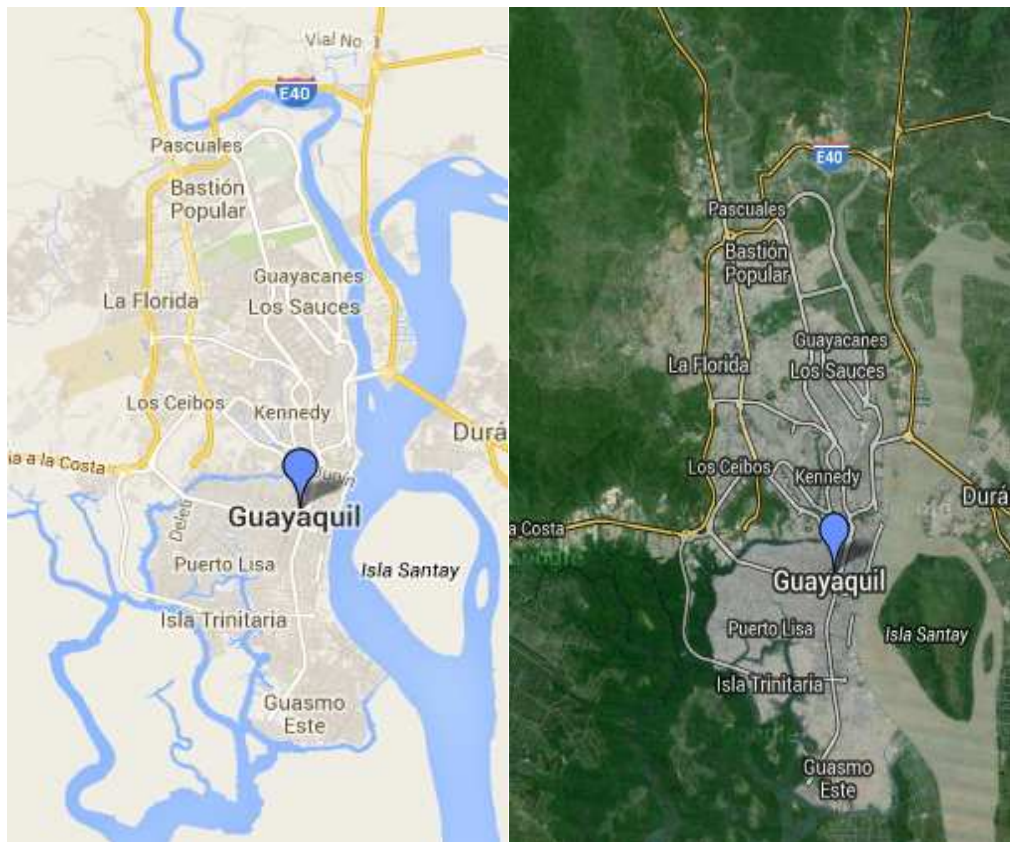 Vial No
E40
Pascuales
Bastión
Popular
Guayacanes
La Florida
Los Sauces
Los Ceibos
Kennedy
Durá
a a la Costa
Guayaquil
Puerto Lisa
Isla Santay
Isla Trinitaria
Guasmo
Este
E40
Pascuales
Bastión
Popular
Guayacanes
La Florida
Los Sauces
Los Ceibos
Kennedy
Durá
a Costa
Guayaquil
Puerto Lisa
Isla Santay
Isla Trinitaria
Guasmo
Este